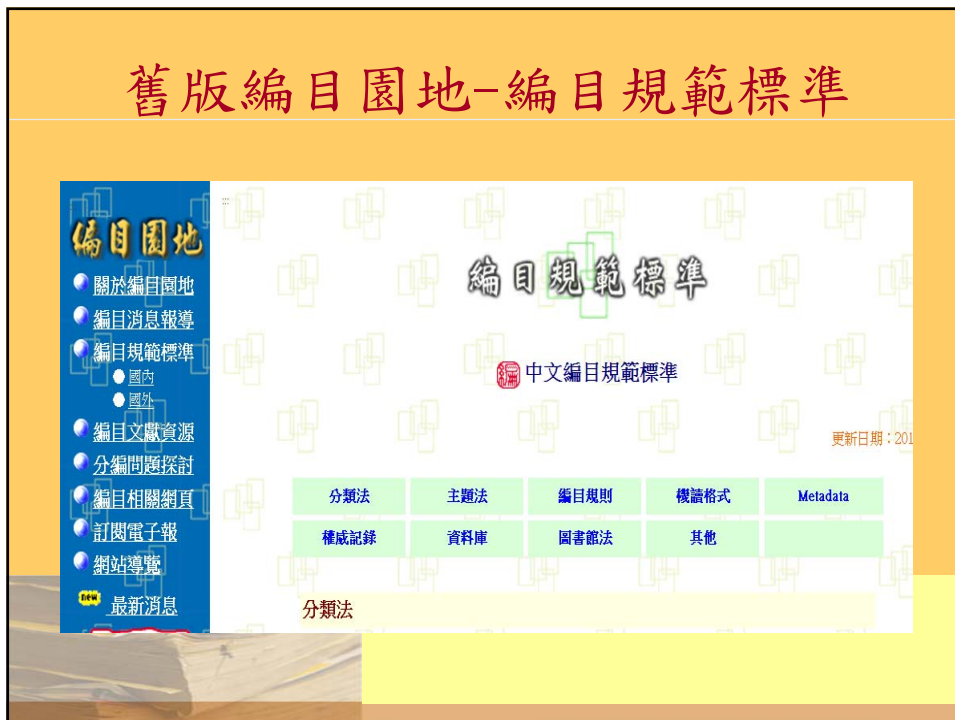 舊版編目園地-編目規範標準
編目園地
關於編目園地
編目消息報導
編目規範標準
國內
國外
編目文獻資源
分編問題探討
編目相關網頁
訂閱電子報
網站導覽
new 最新消息
:::
編目規範標準
編 中文編目規範標準
更新日期：201
分類法 主題法 編目規則 機讀格式 Metadata
權威記錄 資料庫 圖書館法 其他
分類法